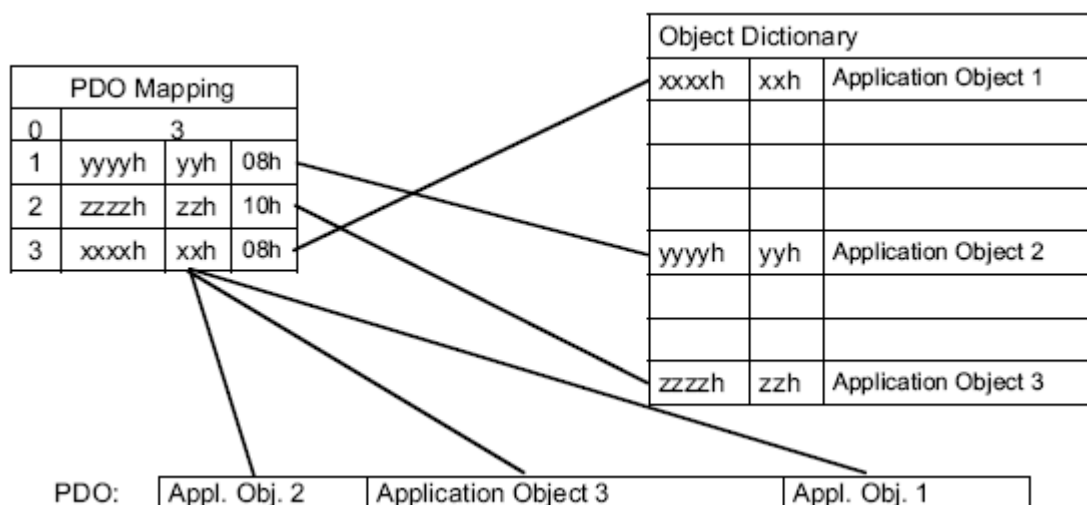 PDO Mapping
0 3
1 yyyyh yyh 08h
2 zzzzh zzh 10h
3 xxxxh xxh 08h
Object Dictionary
xxxxh xxh Application Object 1
yyyyh yyh Application Object 2
zzzzh zzh Application Object 3
PDO: Appl. Obj. 2 Application Object 3 Appl. Obj. 1